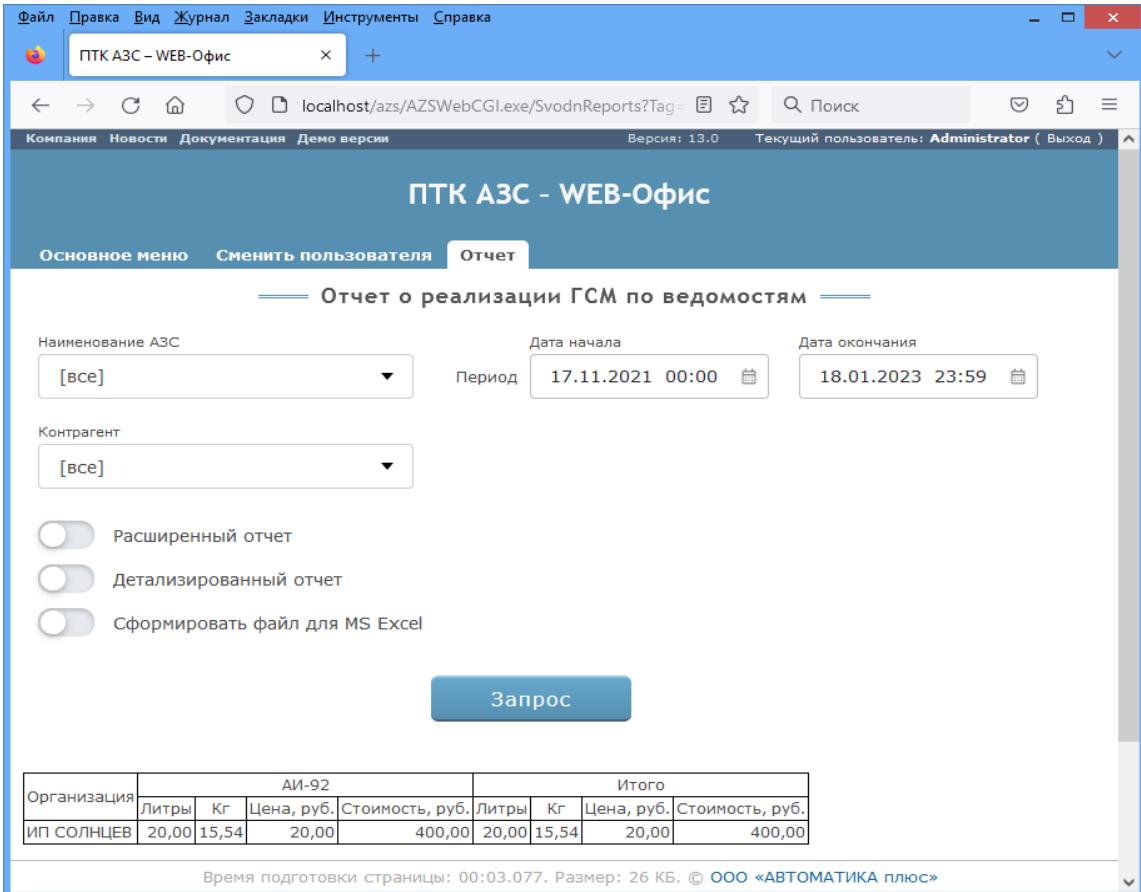 Файл Правка Вид Журнал Закладки Инструменты Справка
ПТК АЗС – WEB-Офис
localhost/azs/AZSWebCGI.exe/SvodnReports?Tag=
Поиск
Компания Новости Документация Демо версии Версия: 13.0 Текущий пользователь: Administrator ( Выход )
ПТК АЗС – WEB-Офис
Основное меню Сменить пользователя Отчет
Отчет о реализации ГСМ по ведомостям
Наименование АЗС Дата начала Дата окончания
[все] Период 17.11.2021 00:00 18.01.2023 23:59
Контрагент
[все]
Расширенный отчет
Детализированный отчет
Сформировать файл для MS Excel
Запрос
Организация АИ-92 Итого
Литры Кг Цена, руб. Стоимость, руб. Литры Кг Цена, руб. Стоимость, руб.
ИП СОЛНЦЕВ 20,00 15,54 20,00 400,00 20,00 15,54 20,00 400,00
Время подготовки страницы: 00:03.077. Размер: 26 КБ. © ООО «АВТОМАТИКА плюс»